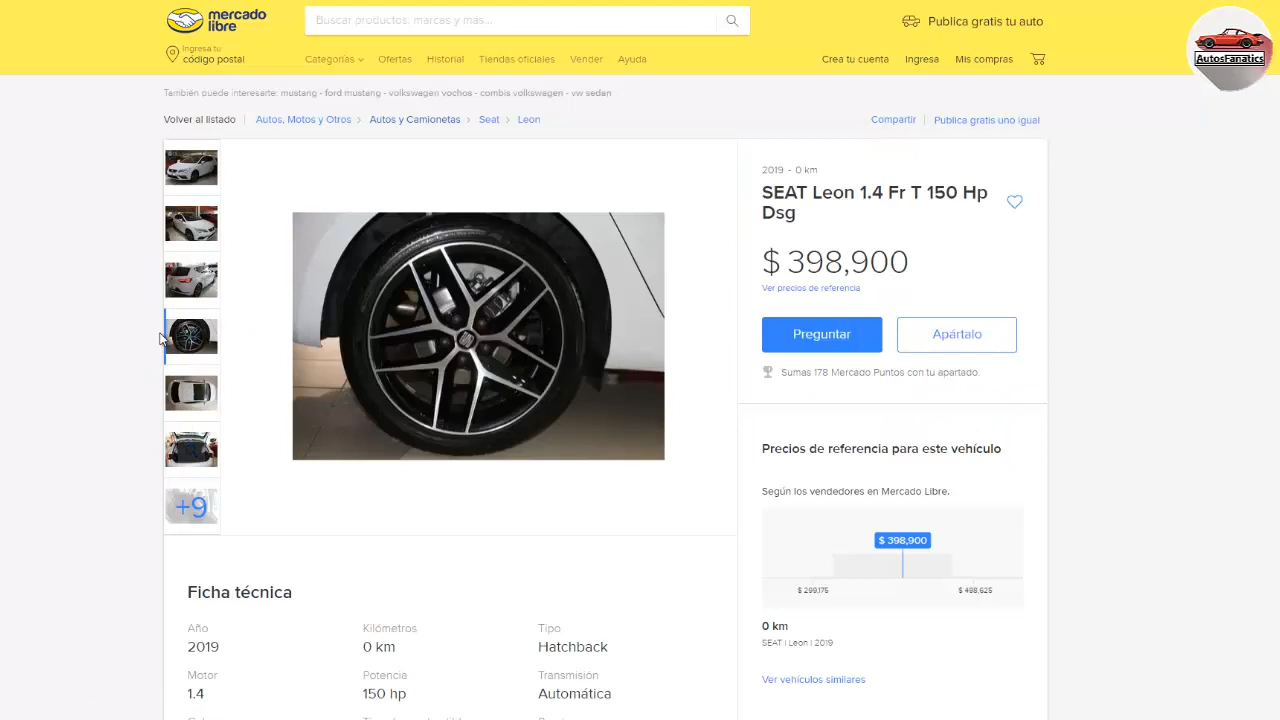 mercado
libre
Buscar productos, marcas y más...
Publica gratis tu auto
AutosFanatics
Ingresa tu
código postal
Categorías
Ofertas
Historial
Tiendas oficiales
Vender
Ayuda
Crea tu cuenta
Ingresa
Mis compras
También puede interesarte: mustang - ford mustang - volkswagen vochos - combis volkswagen - vw sedan
Volver al listado
Autos, Motos y Otros
Autos y Camionetas
Seat
Leon
Compartir
Publica gratis uno igual
2019 - 0 km
SEAT Leon 1.4 Fr T 150 Hp
Dsg
$ 398,900
Ver precios de referencia
Preguntar
Apártalo
Sumas 178 Mercado Puntos con tu apartado.
+9
Precios de referencia para este vehículo
Según los vendedores en Mercado Libre.
$ 398,900
$ 299,175
$ 498,625
0 km
SEAT | Leon | 2019
Ver vehículos similares
Ficha técnica
Año
Kilómetros
Tipo
2019
0 km
Hatchback
Motor
Potencia
Transmisión
1.4
150 hp
Automática